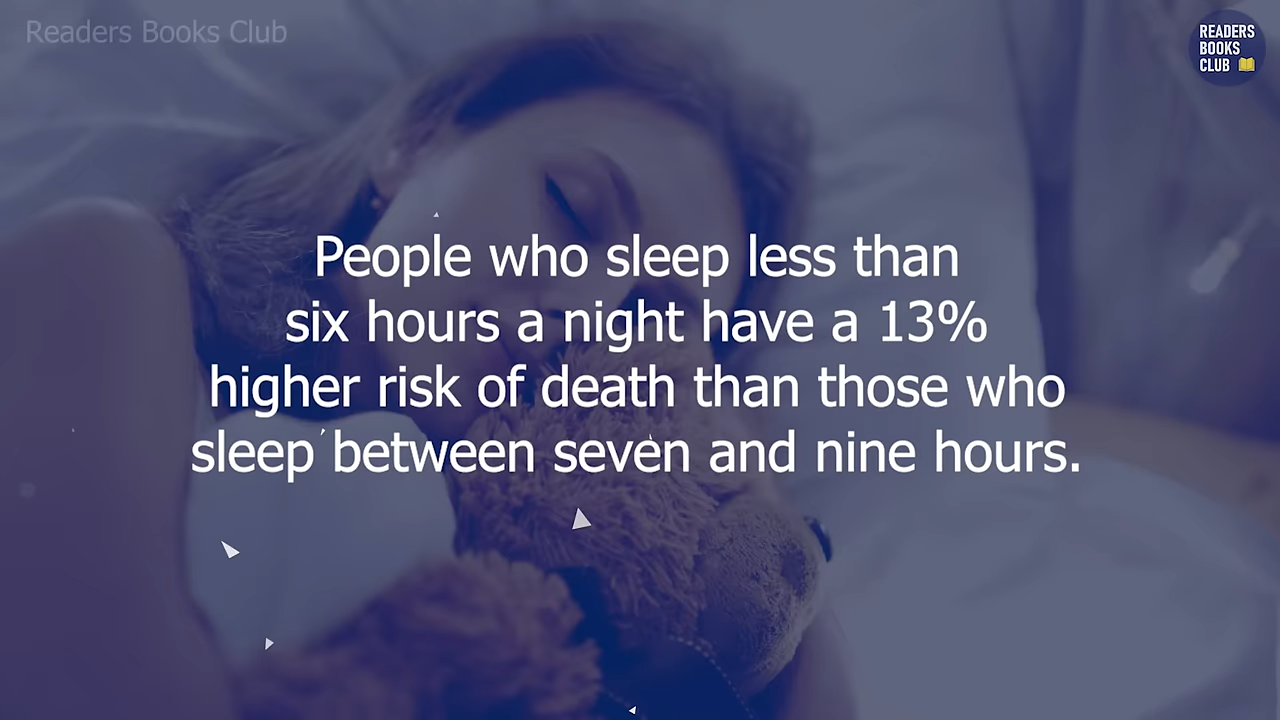 Readers Books Club
READERS
BOOKS
CLUB
People who sleep less than
six hours a night have a 13%
higher risk of death than those who
sleep between seven and nine hours.